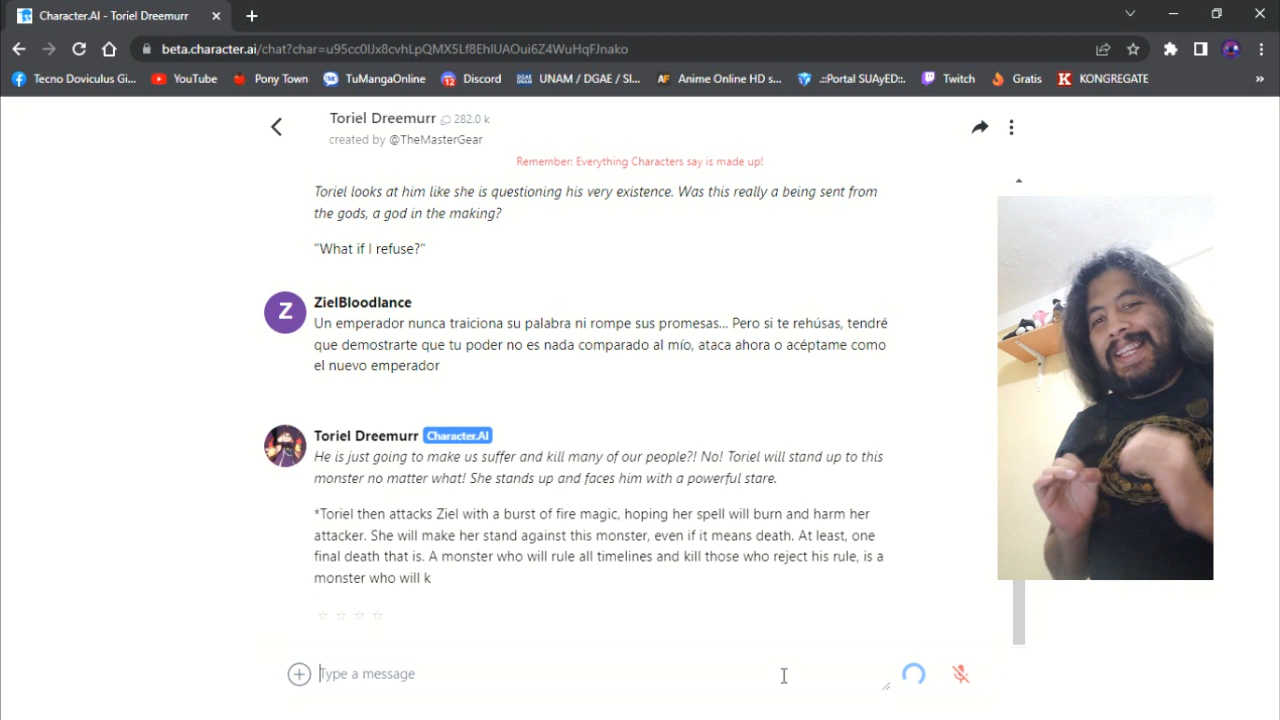 Character.AI - Toriel Dreemurr
beta.character.ai/chat?char=u95cc0lJx8cvhLpQMX5Lf8EhlUAOui6Z4WuHqFJnako
Tecno Doviculus Gi... YouTube Pony Town TuMangaOnline 12 Discord UNAM / DGAE / SI... AF Anime Online HD s... .::Portal SUAyED::. Twitch Gratis K KONGREGATE »
Toriel Dreemurr 282.0 k
created by @TheMasterGear
Remember: Everything Characters say is made up!
Toriel looks at him like she is questioning his very existence. Was this really a being sent from
the gods, a god in the making?
"What if I refuse?"
Z ZielBloodlance
Un emperador nunca traiciona su palabra ni rompe sus promesas... Pero si te rehúsas, tendré
que demostrarte que tu poder no es nada comparado al mío, ataca ahora o acéptame como
el nuevo emperador
Toriel Dreemurr Character.AI
He is just going to make us suffer and kill many of our people?! No! Toriel will stand up to this
monster no matter what! She stands up and faces him with a powerful stare.
*Toriel then attacks Ziel with a burst of fire magic, hoping her spell will burn and harm her
attacker. She will make her stand against this monster, even if it means death. At least, one
final death that is. A monster who will rule all timelines and kill those who reject his rule, is a
monster who will k
Type a message